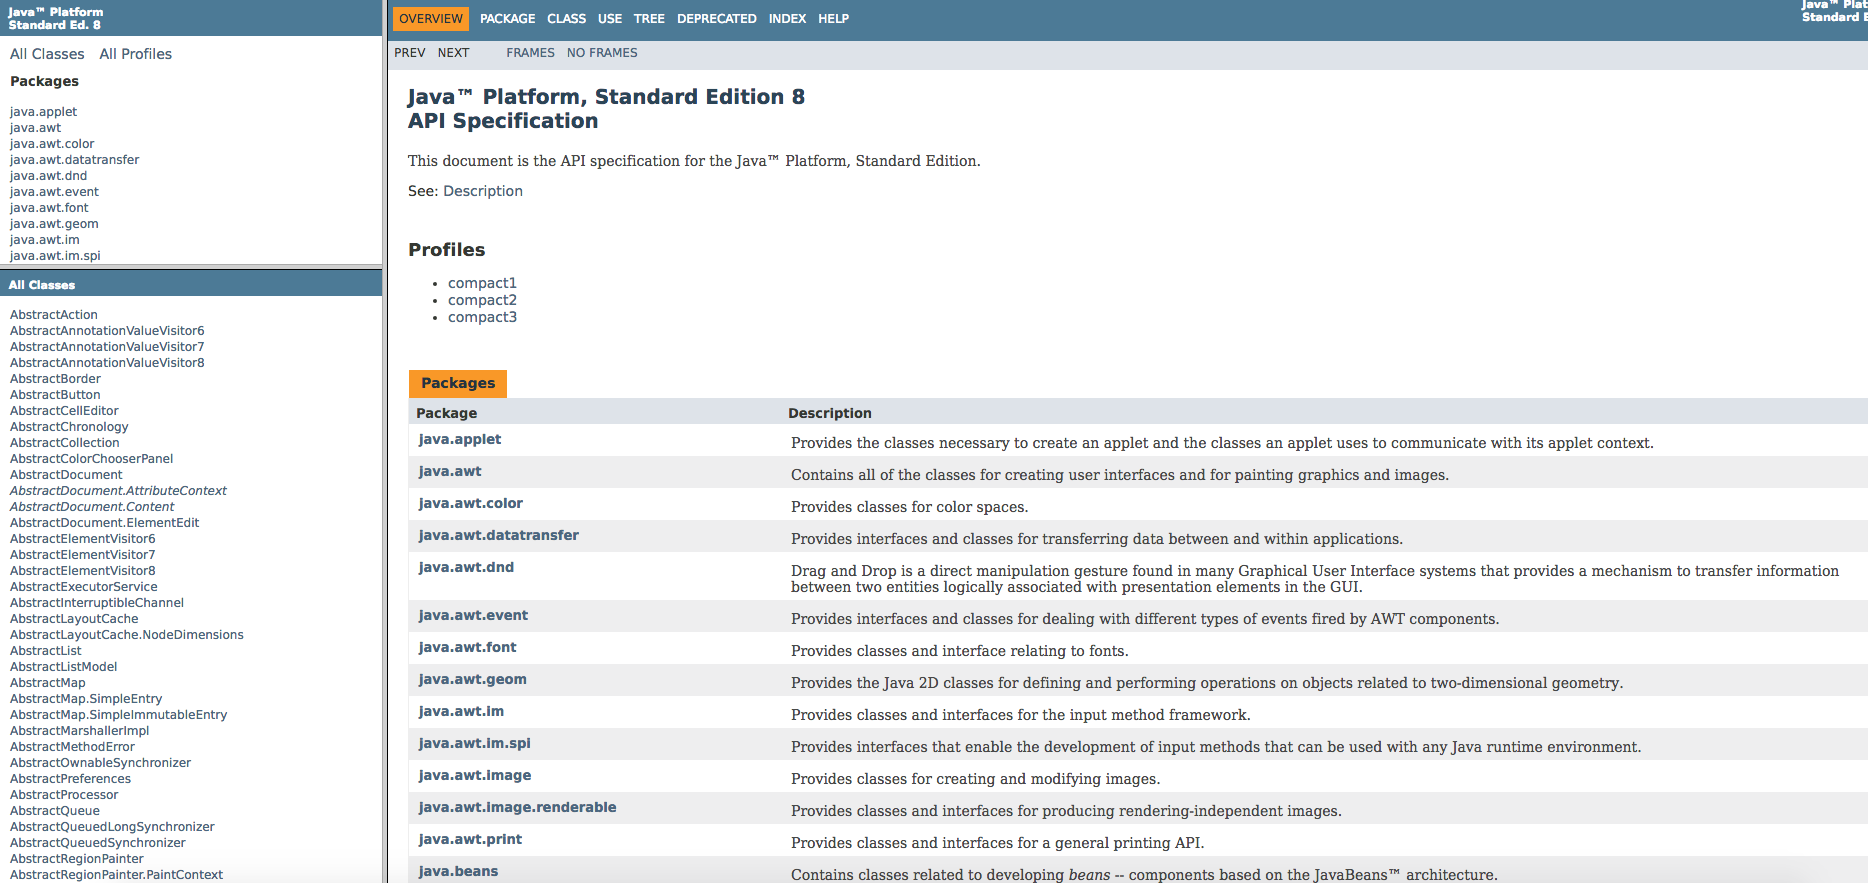 Java™ Platform
Standard Ed. 8
All Classes All Profiles
Packages
java.applet
java.awt
java.awt.color
java.awt.datatransfer
java.awt.dnd
java.awt.event
java.awt.font
java.awt.geom
java.awt.im
java.awt.im.spi
All Classes
AbstractAction
AbstractAnnotationValueVisitor6
AbstractAnnotationValueVisitor7
AbstractAnnotationValueVisitor8
AbstractBorder
AbstractButton
AbstractCellEditor
AbstractChronology
AbstractCollection
AbstractColorChooserPanel
AbstractDocument
AbstractDocument.AttributeContext
AbstractDocument.Content
AbstractDocument.ElementEdit
AbstractElementVisitor6
AbstractElementVisitor7
AbstractElementVisitor8
AbstractExecutorService
AbstractInterruptibleChannel
AbstractLayoutCache
AbstractLayoutCache.NodeDimensions
AbstractList
AbstractListModel
AbstractMap
AbstractMap.SimpleEntry
AbstractMap.SimpleImmutableEntry
AbstractMarshallerImpl
AbstractMethodError
AbstractOwnableSynchronizer
AbstractPreferences
AbstractProcessor
AbstractQueue
AbstractQueuedLongSynchronizer
AbstractQueuedSynchronizer
AbstractRegionPainter
AbstractRegionPainter.PaintContext
OVERVIEW PACKAGE CLASS USE TREE DEPRECATED INDEX HELP
Java™ Plat
Standard E
PREV NEXT FRAMES NO FRAMES
Java™ Platform, Standard Edition 8
API Specification
This document is the API specification for the Java™ Platform, Standard Edition.
See: Description
Profiles
• compact1
• compact2
• compact3
Packages
Package Description
java.applet Provides the classes necessary to create an applet and the classes an applet uses to communicate with its applet context.
java.awt Contains all of the classes for creating user interfaces and for painting graphics and images.
java.awt.color Provides classes for color spaces.
java.awt.datatransfer Provides interfaces and classes for transferring data between and within applications.
java.awt.dnd Drag and Drop is a direct manipulation gesture found in many Graphical User Interface systems that provides a mechanism to transfer information
between two entities logically associated with presentation elements in the GUI.
java.awt.event Provides interfaces and classes for dealing with different types of events fired by AWT components.
java.awt.font Provides classes and interface relating to fonts.
java.awt.geom Provides the Java 2D classes for defining and performing operations on objects related to two-dimensional geometry.
java.awt.im Provides classes and interfaces for the input method framework.
java.awt.im.spi Provides interfaces that enable the development of input methods that can be used with any Java runtime environment.
java.awt.image Provides classes for creating and modifying images.
java.awt.image.renderable Provides classes and interfaces for producing rendering-independent images.
java.awt.print Provides classes and interfaces for a general printing API.
java.beans Contains classes related to developing beans -- components based on the JavaBeans™ architecture.